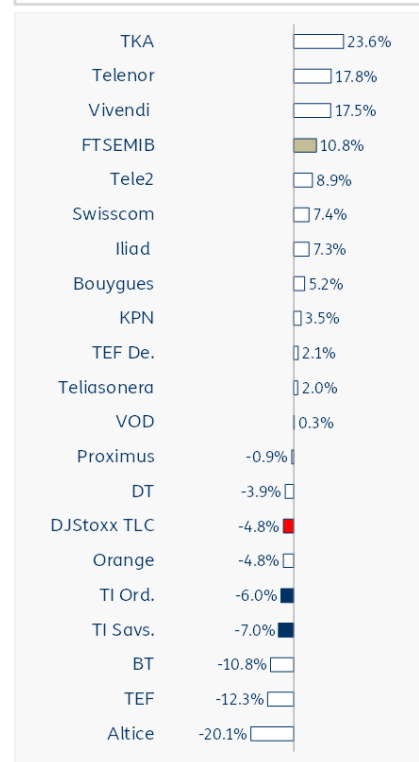 TKA 23.6%
Telenor 17.8%
Vivendi 17.5%
FTSEMIB 10.8%
Tele2 8.9%
Swisscom 7.4%
Iliad 7.3%
Bouygues 5.2%
KPN 3.5%
TEF De. 2.1%
Teliasonera 2.0%
VOD 0.3%
Proximus -0.9%
DT -3.9%
DJStoxx TLC -4.8%
Orange -4.8%
TI Ord. -6.0%
TI Savs. -7.0%
BT -10.8%
TEF -12.3%
Altice -20.1%